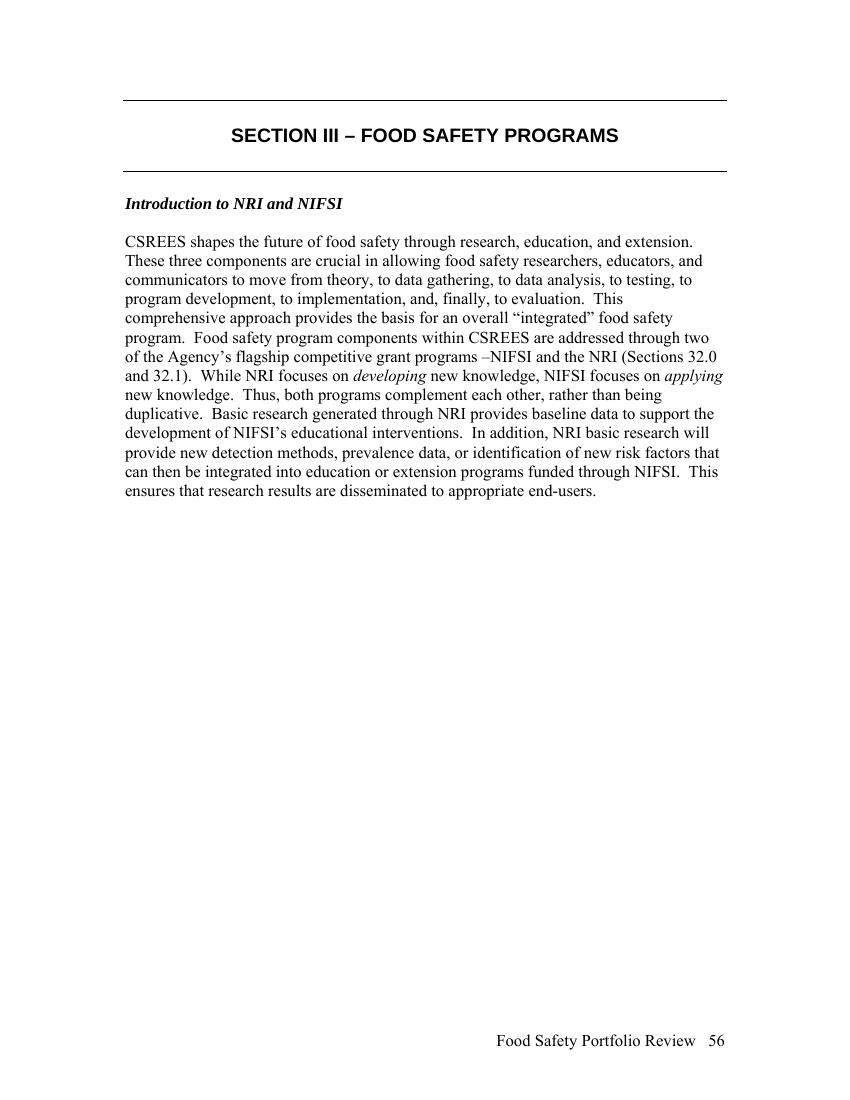 SECTION III – FOOD SAFETY PROGRAMS
Introduction to NRI and NIFSI
CSREES shapes the future of food safety through research, education, and extension.
These three components are crucial in allowing food safety researchers, educators, and
communicators to move from theory, to data gathering, to data analysis, to testing, to
program development, to implementation, and, finally, to evaluation.  This
comprehensive approach provides the basis for an overall “integrated” food safety
program.  Food safety program components within CSREES are addressed through two
of the Agency’s flagship competitive grant programs –NIFSI and the NRI (Sections 32.0
and 32.1).  While NRI focuses on developing new knowledge, NIFSI focuses on applying
new knowledge.  Thus, both programs complement each other, rather than being
duplicative.  Basic research generated through NRI provides baseline data to support the
development of NIFSI’s educational interventions.  In addition, NRI basic research will
provide new detection methods, prevalence data, or identification of new risk factors that
can then be integrated into education or extension programs funded through NIFSI.  This
ensures that research results are disseminated to appropriate end-users.
Food Safety Portfolio Review   56